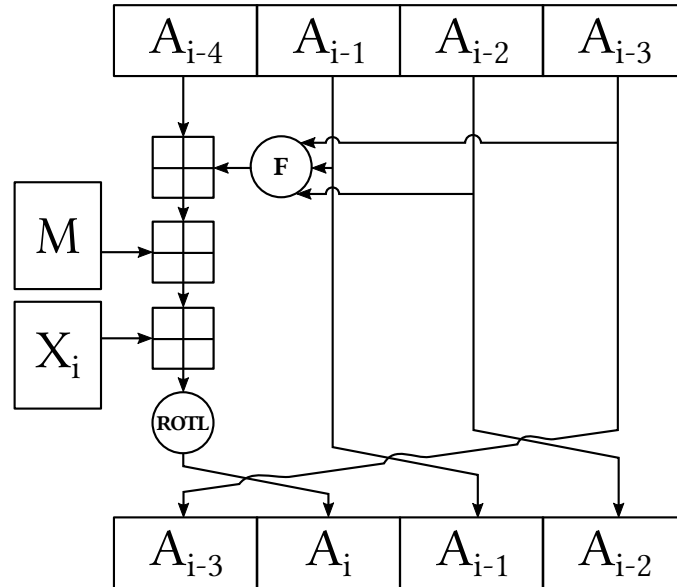 A_{i-4} A_{i-1} A_{i-2} A_{i-3}
F
M
X_i
ROTL
A_{i-3} A_i A_{i-1} A_{i-2}